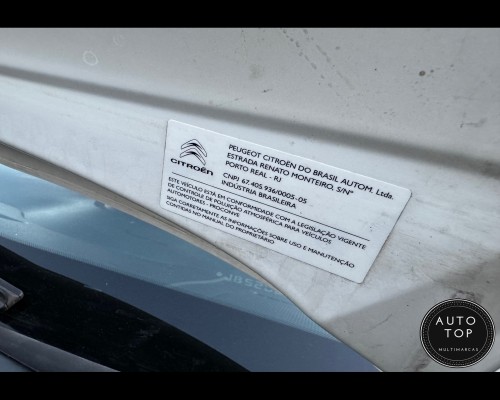 CITROËN
PEUGEOT CITROËN DO BRASIL AUTOM. Ltda.
ESTRADA RENATO MONTEIRO, S/Nº
PORTO REAL - RJ
CNPJ 67.405.936/0005-05
INDÚSTRIA BRASILEIRA
ESTE VEÍCULO ESTÁ EM CONFORMIDADE COM A LEGISLAÇÃO VIGENTE
DE CONTROLE DE POLUIÇÃO ATMOSFÉRICA PARA VEÍCULOS
AUTOMOTORES - PROCONVE
SIGA CORRETAMENTE AS INFORMAÇÕES SOBRE USO E MANUTENÇÃO
CONTIDAS NO MANUAL DO PROPRIETÁRIO
AUTO
TOP
MULTIMARCAS